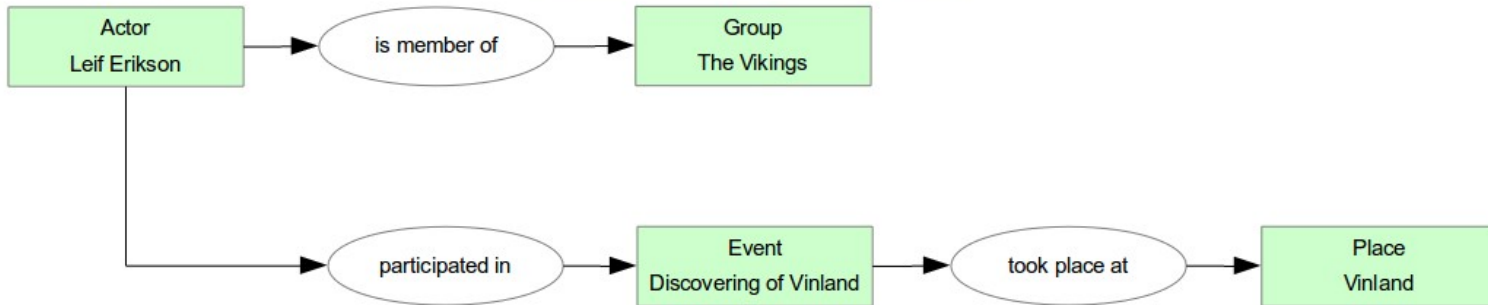 Actor
Leif Erikson
is member of
Group
The Vikings
participated in
Event
Discovering of Vinland
took place at
Place
Vinland